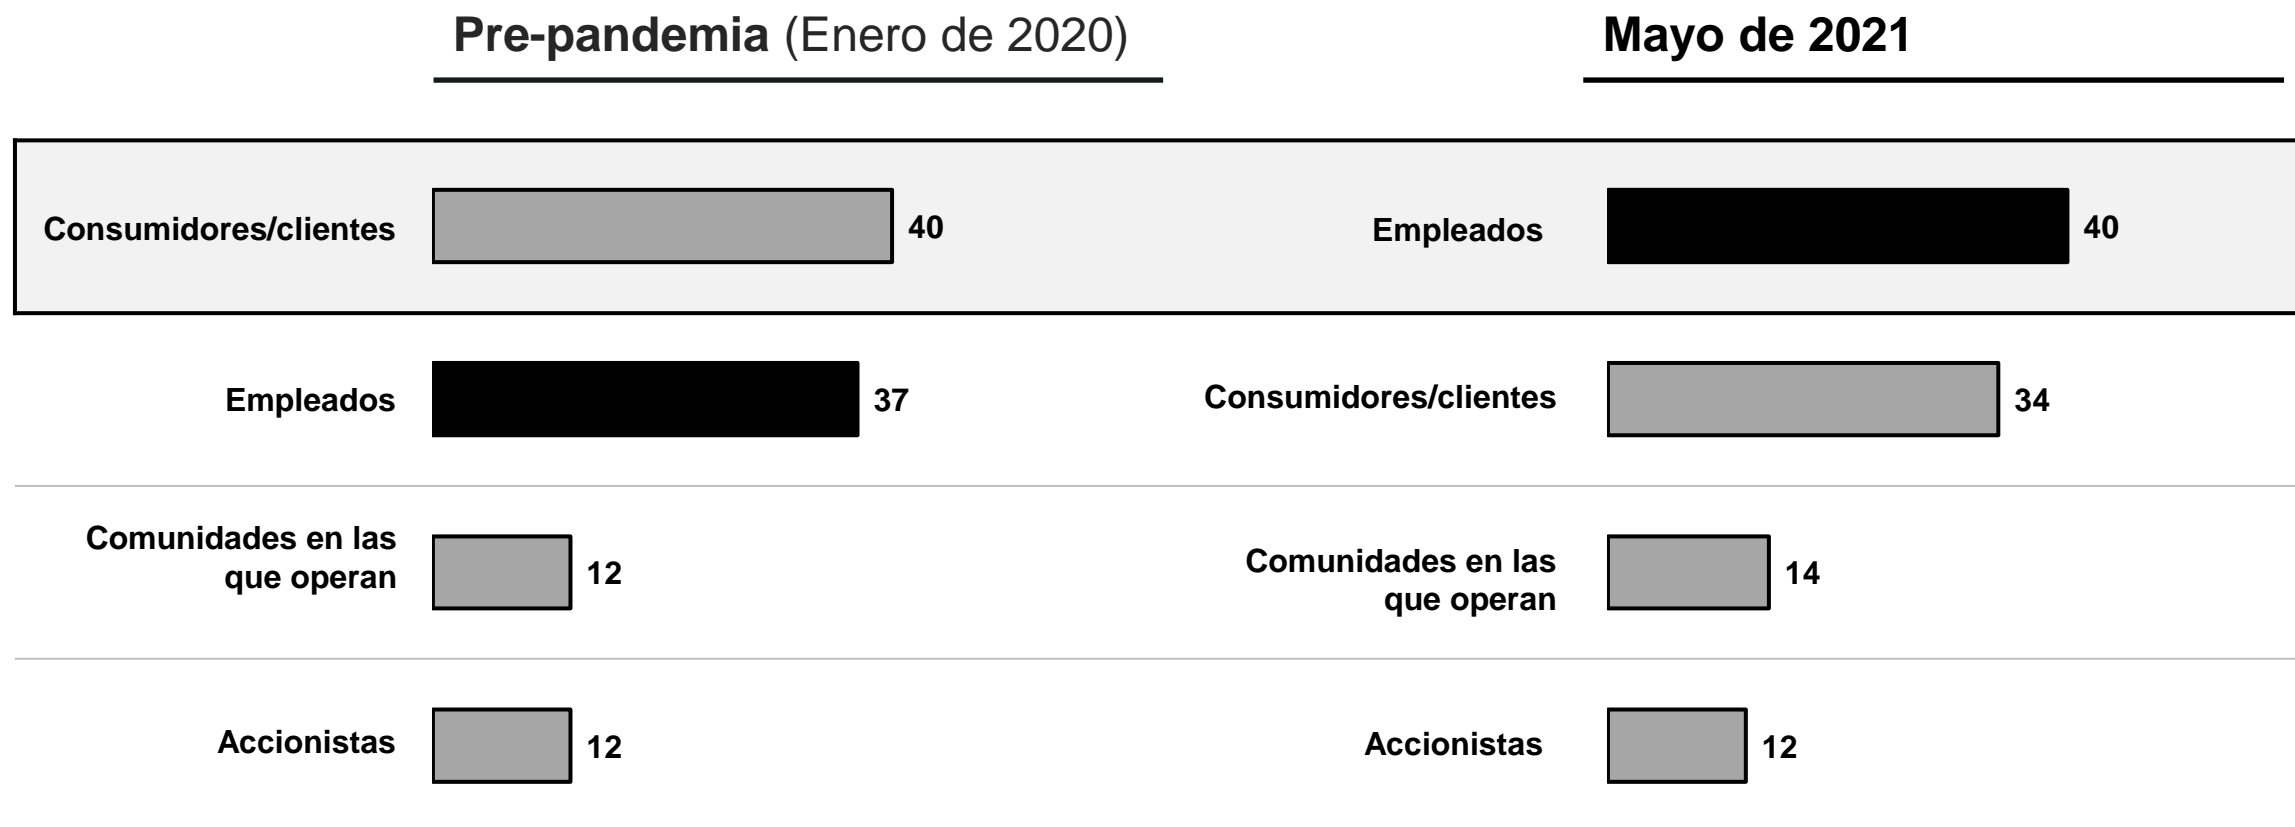 Pre-pandemia (Enero de 2020)
Mayo de 2021
Consumidores/clientes
40
Empleados
40
Empleados
37
Consumidores/clientes
34
Comunidades en las
que operan
12
Comunidades en las
que operan
14
Accionistas
12
Accionistas
12